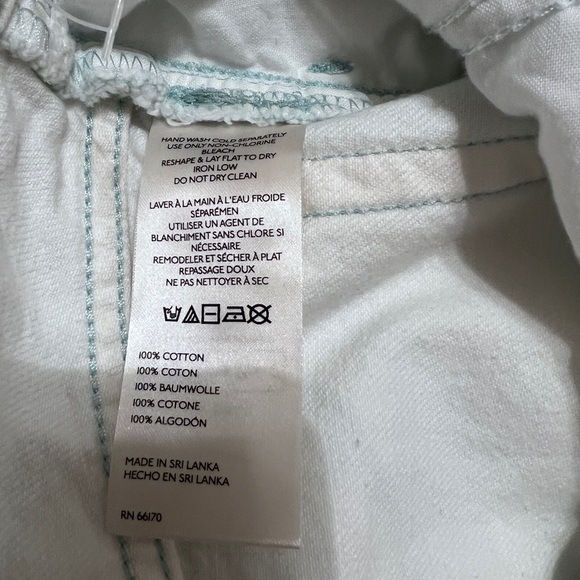 HAND WASH COLD SEPARATELY
USE ONLY NON-CHLORINE
BLEACH
RESHAPE & LAY FLAT TO DRY
IRON LOW
DO NOT DRY CLEAN
LAVER À LA MAIN À L'EAU FROIDE
SÉPARÉMEN
UTILISER UN AGENT DE
BLANCHIMENT SANS CHLORE SI
NÉCESSAIRE
REMODELER ET SÉCHER À PLAT
REPASSAGE DOUX
NE PAS NETTOYER À SEC
100% COTTON
100% COTON
100% BAUMWOLLE
100% COTONE
100% ALGODÓN
MADE IN SRI LANKA
HECHO EN SRI LANKA
RN 66170